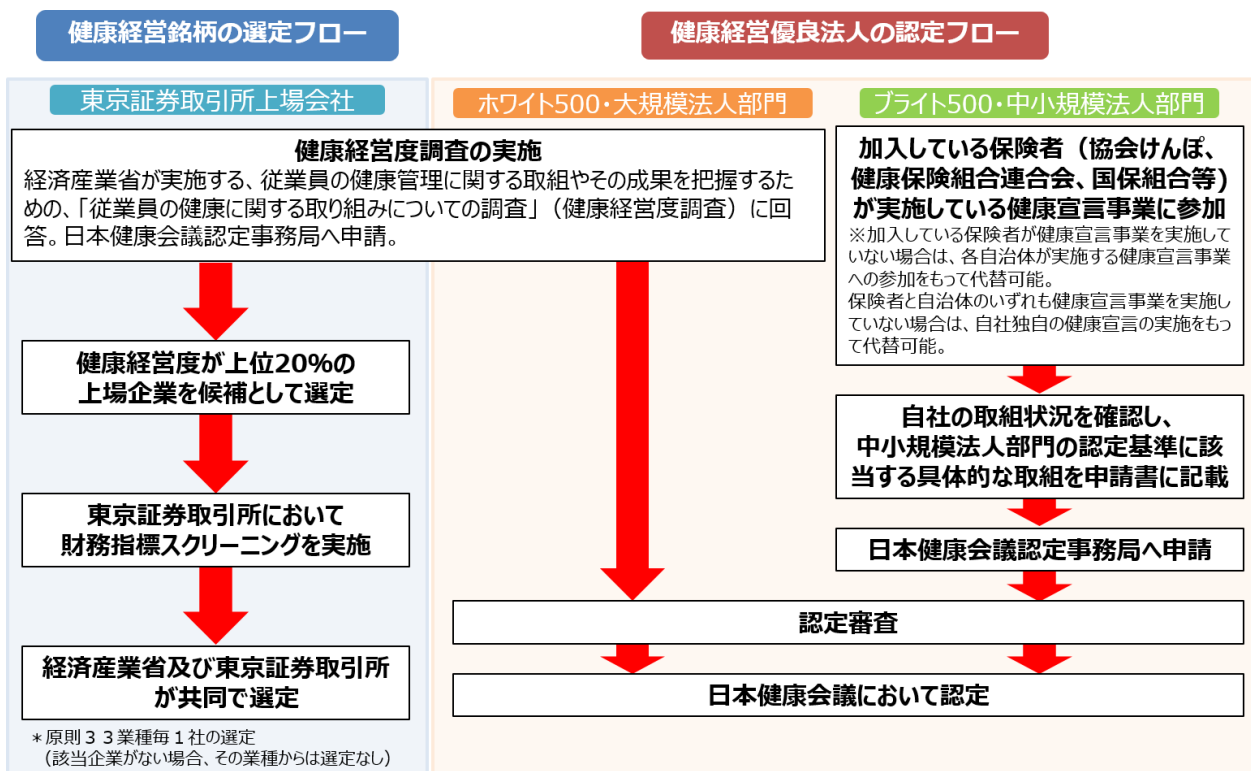 健康経営銘柄の選定フロー
健康経営優良法人の認定フロー
東京証券取引所上場会社
ホワイト500・大規模法人部門
ブライト500・中小規模法人部門
健康経営度調査の実施
経済産業省が実施する、従業員の健康管理に関する取組やその成果を把握するた
めの、「従業員の健康に関する取り組みについての調査」（健康経営度調査）に回
答。日本健康会議認定事務局へ申請。
健康経営度が上位20%の
上場企業を候補として選定
東京証券取引所において
財務指標スクリーニングを実施
経済産業省及び東京証券取引所
が共同で選定
＊原則３３業種毎１社の選定
（該当企業がない場合、その業種からは選定なし）
加入している保険者（協会けんぽ、
健康保険組合連合会、国保組合等)
が実施している健康宣言事業に参加
※加入している保険者が健康宣言事業を実施して
いない場合は、各自治体が実施する健康宣言事業
への参加をもって代替可能。
保険者と自治体のいずれも健康宣言事業を実施し
ていない場合は、自社独自の健康宣言の実施をもっ
て代替可能。
自社の取組状況を確認し、
中小規模法人部門の認定基準に該
当する具体的な取組を申請書に記載
日本健康会議認定事務局へ申請
認定審査
日本健康会議において認定